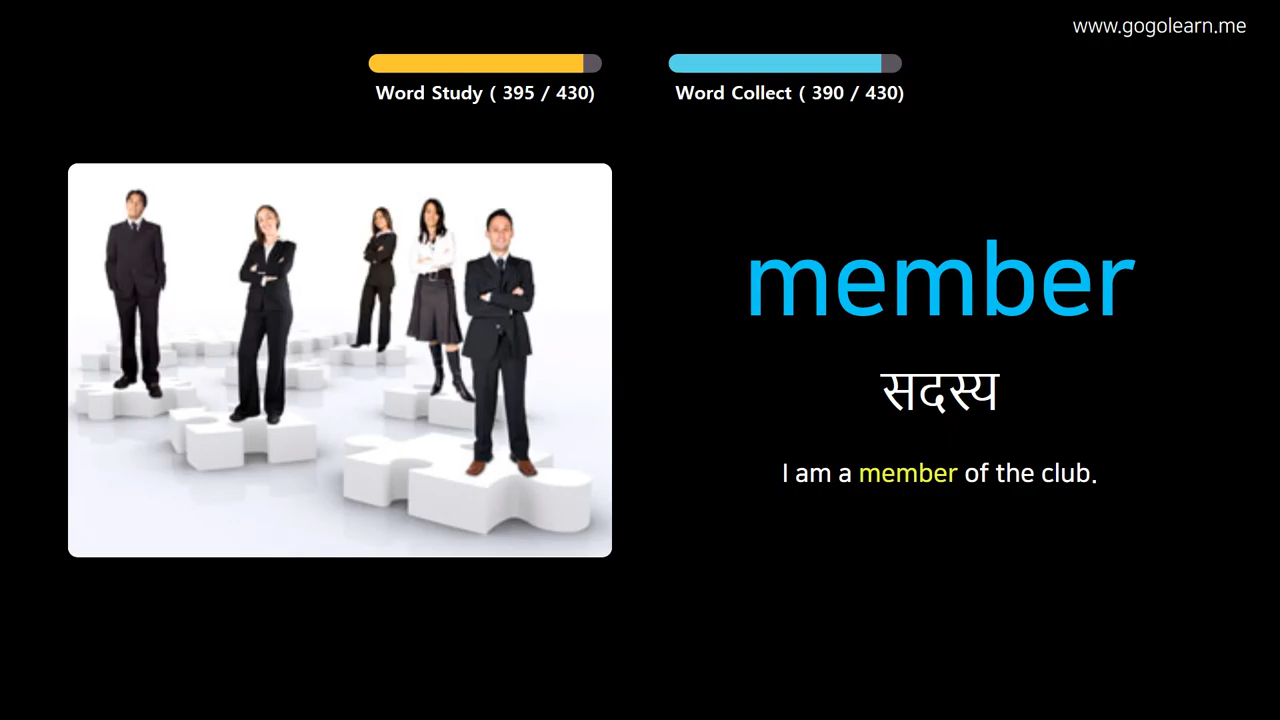 www.gogolearn.me
Word Study ( 395 / 430)
Word Collect ( 390 / 430)
member
सदस्य
I am a member of the club.